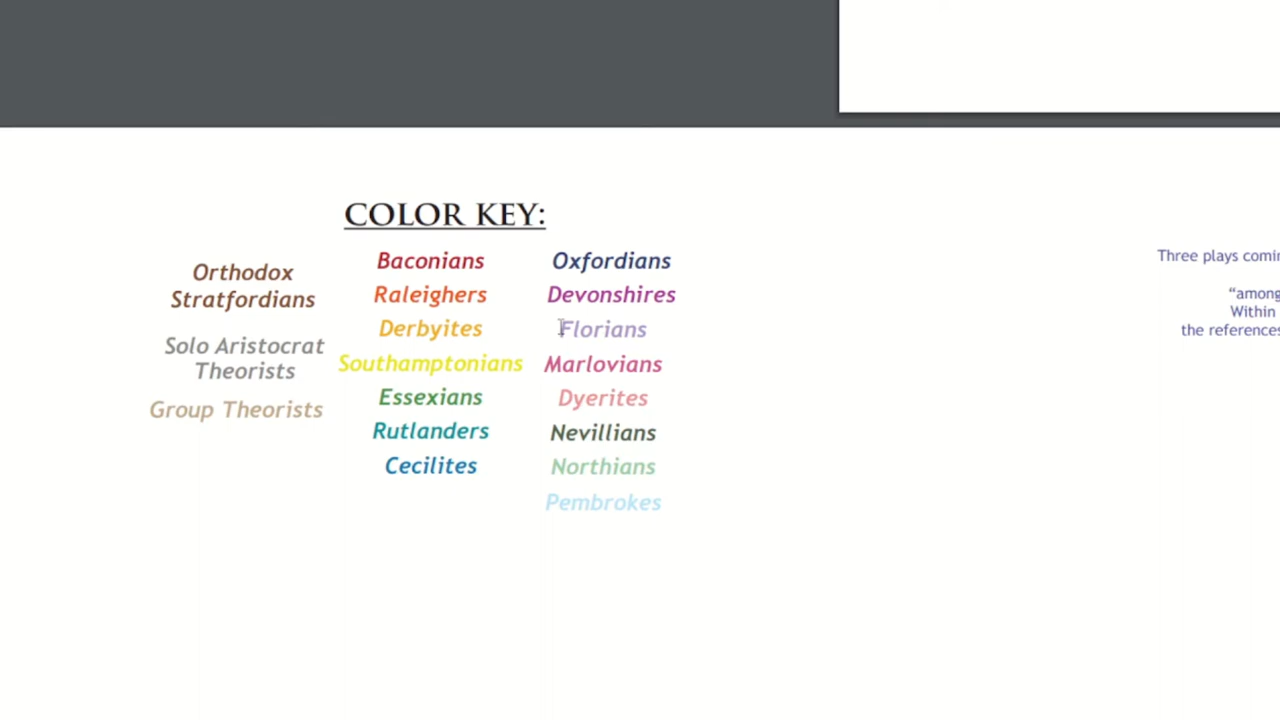 COLOR KEY:
Orthodox
Stratfordians
Solo Aristocrat
Theorists
Group Theorists
Baconians
Raleighers
Derbyites
Southamptonians
Essexians
Rutlanders
Cecilites
Oxfordians
Devonshires
Florians
Marlovians
Dyerites
Nevillians
Northians
Pembrokes
Three plays
“among
Within
the references